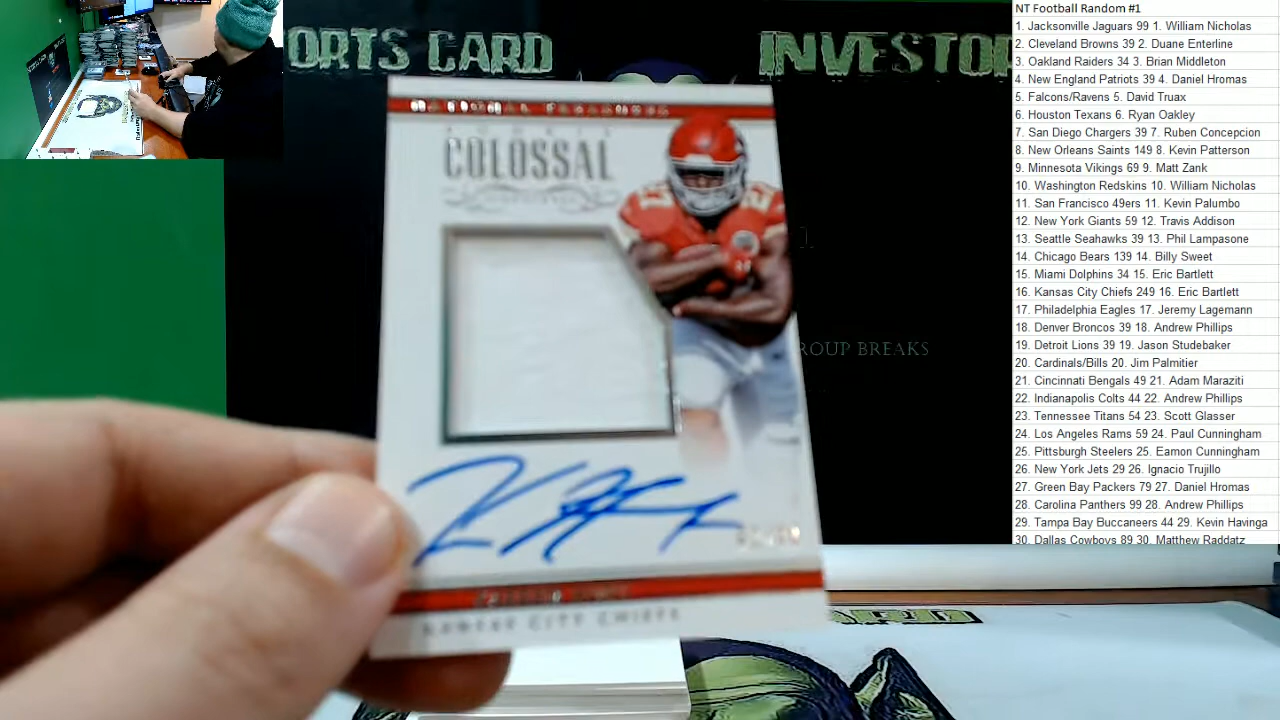 ORTS CARD
INVESTO
NATIONAL TREASURES
COLOSSAL
KANSAS CITY CHIEFS
ROUP BREAKS
NT Football Random #1
1. Jacksonville Jaguars 99 1. William Nicholas
2. Cleveland Browns 39 2. Duane Enterline
3. Oakland Raiders 34 3. Brian Middleton
4. New England Patriots 39 4. Daniel Hromas
5. Falcons/Ravens 5. David Truax
6. Houston Texans 6. Ryan Oakley
7. San Diego Chargers 39 7. Ruben Concepcion
8. New Orleans Saints 149 8. Kevin Patterson
9. Minnesota Vikings 69 9. Matt Zank
10. Washington Redskins 10. William Nicholas
11. San Francisco 49ers 11. Kevin Palumbo
12. New York Giants 59 12. Travis Addison
13. Seattle Seahawks 39 13. Phil Lampasone
14. Chicago Bears 139 14. Billy Sweet
15. Miami Dolphins 34 15. Eric Bartlett
16. Kansas City Chiefs 249 16. Eric Bartlett
17. Philadelphia Eagles 17. Jeremy Lagemann
18. Denver Broncos 39 18. Andrew Phillips
19. Detroit Lions 39 19. Jason Studebaker
20. Cardinals/Bills 20. Jim Palmitier
21. Cincinnati Bengals 49 21. Adam Maraziti
22. Indianapolis Colts 44 22. Andrew Phillips
23. Tennessee Titans 54 23. Scott Glasser
24. Los Angeles Rams 59 24. Paul Cunningham
25. Pittsburgh Steelers 25. Eamon Cunningham
26. New York Jets 29 26. Ignacio Trujillo
27. Green Bay Packers 79 27. Daniel Hromas
28. Carolina Panthers 99 28. Andrew Phillips
29. Tampa Bay Buccaneers 44 29. Kevin Havinga
30. Dallas Cowboys 89 30. Matthew Raddatz